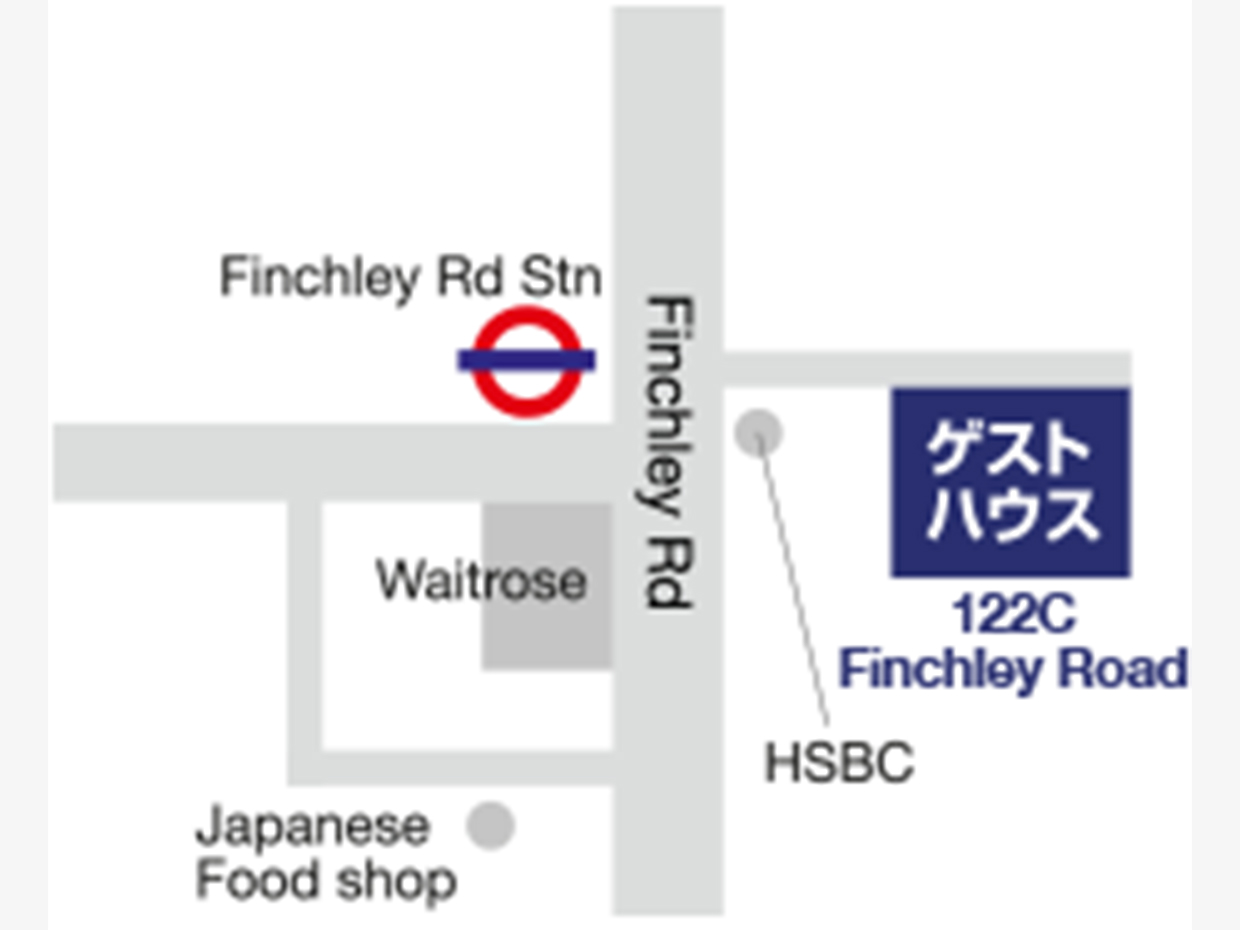 Finchley Rd Stn
Finchley Rd
ゲスト
ハウス
122C
Finchley Road
Waitrose
HSBC
Japanese
Food shop